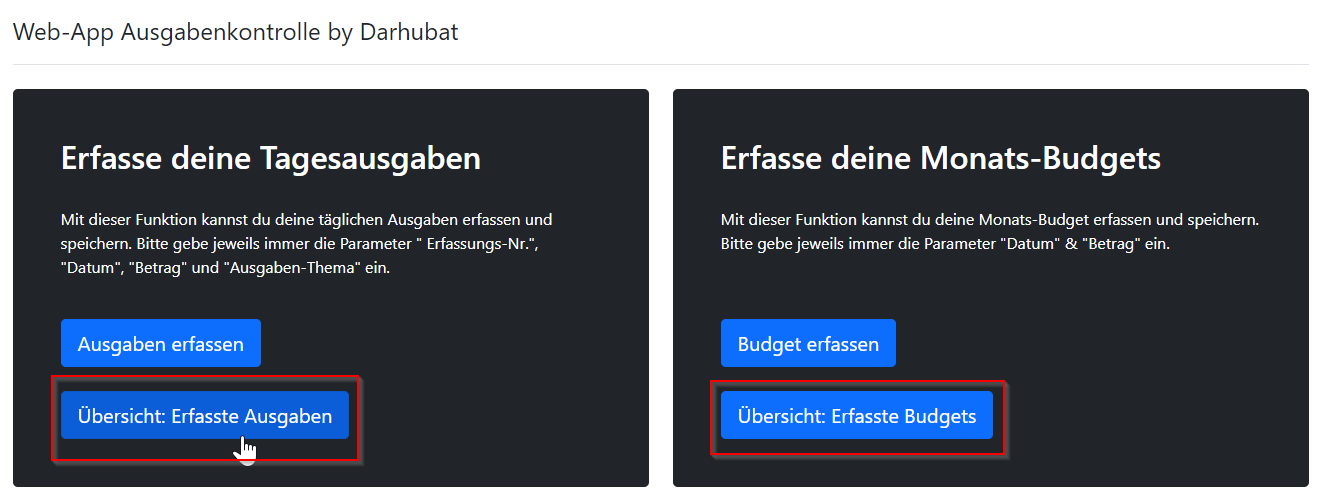 Web-App Ausgabenkontrolle by Darhubat
Erfasse deine Tagesausgaben
Mit dieser Funktion kannst du deine täglichen Ausgaben erfassen und
speichern. Bitte gebe jeweils immer die Parameter " Erfassungs-Nr.",
"Datum", "Betrag" und "Ausgaben-Thema" ein.
Ausgaben erfassen
Übersicht: Erfasste Ausgaben
Erfasse deine Monats-Budgets
Mit dieser Funktion kannst du deine Monats-Budget erfassen und speichern.
Bitte gebe jeweils immer die Parameter "Datum" & "Betrag" ein.
Budget erfassen
Übersicht: Erfasste Budgets